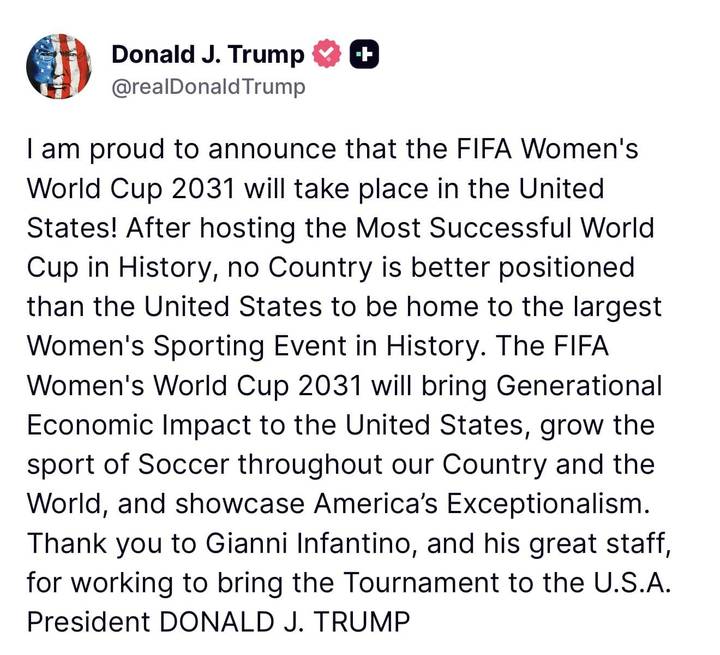 Donald J. Trump
@realDonaldTrump
I am proud to announce that the FIFA Women's
World Cup 2031 will take place in the United
States! After hosting the Most Successful World
Cup in History, no Country is better positioned
than the United States to be home to the largest
Women's Sporting Event in History. The FIFA
Women's World Cup 2031 will bring Generational
Economic Impact to the United States, grow the
sport of Soccer throughout our Country and the
World, and showcase America’s Exceptionalism.
Thank you to Gianni Infantino, and his great staff,
for working to bring the Tournament to the U.S.A.
President DONALD J. TRUMP